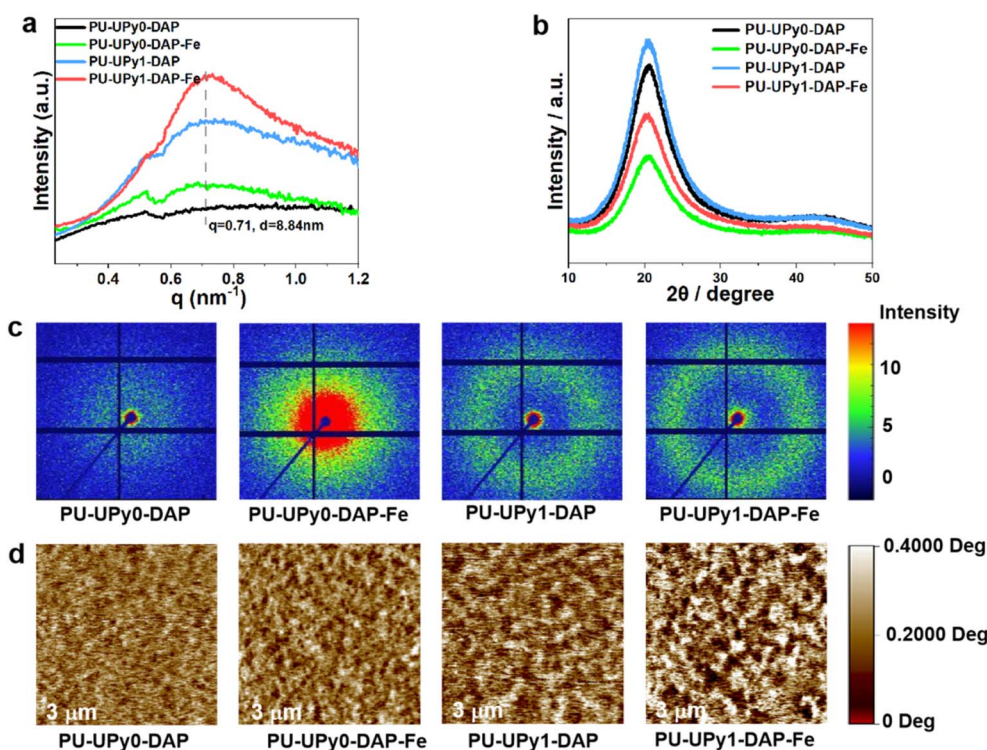 a
PU-UPy0-DAP
PU-UPy0-DAP-Fe
PU-UPy1-DAP
PU-UPy1-DAP-Fe
Intensity (a.u.)
q=0.71, d=8.84nm
0.4 0.6 0.8 1.0 1.2
q (nm⁻¹)
b
PU-UPy0-DAP
PU-UPy0-DAP-Fe
PU-UPy1-DAP
PU-UPy1-DAP-Fe
Intensity / a.u.
10 20 30 40 50
2θ / degree
c
Intensity
10
5
0
PU-UPy0-DAP PU-UPy0-DAP-Fe PU-UPy1-DAP PU-UPy1-DAP-Fe
d
0.4000 Deg
0.2000 Deg
0 Deg
3 μm 3 μm 3 μm 3 μm
PU-UPy0-DAP PU-UPy0-DAP-Fe PU-UPy1-DAP PU-UPy1-DAP-Fe